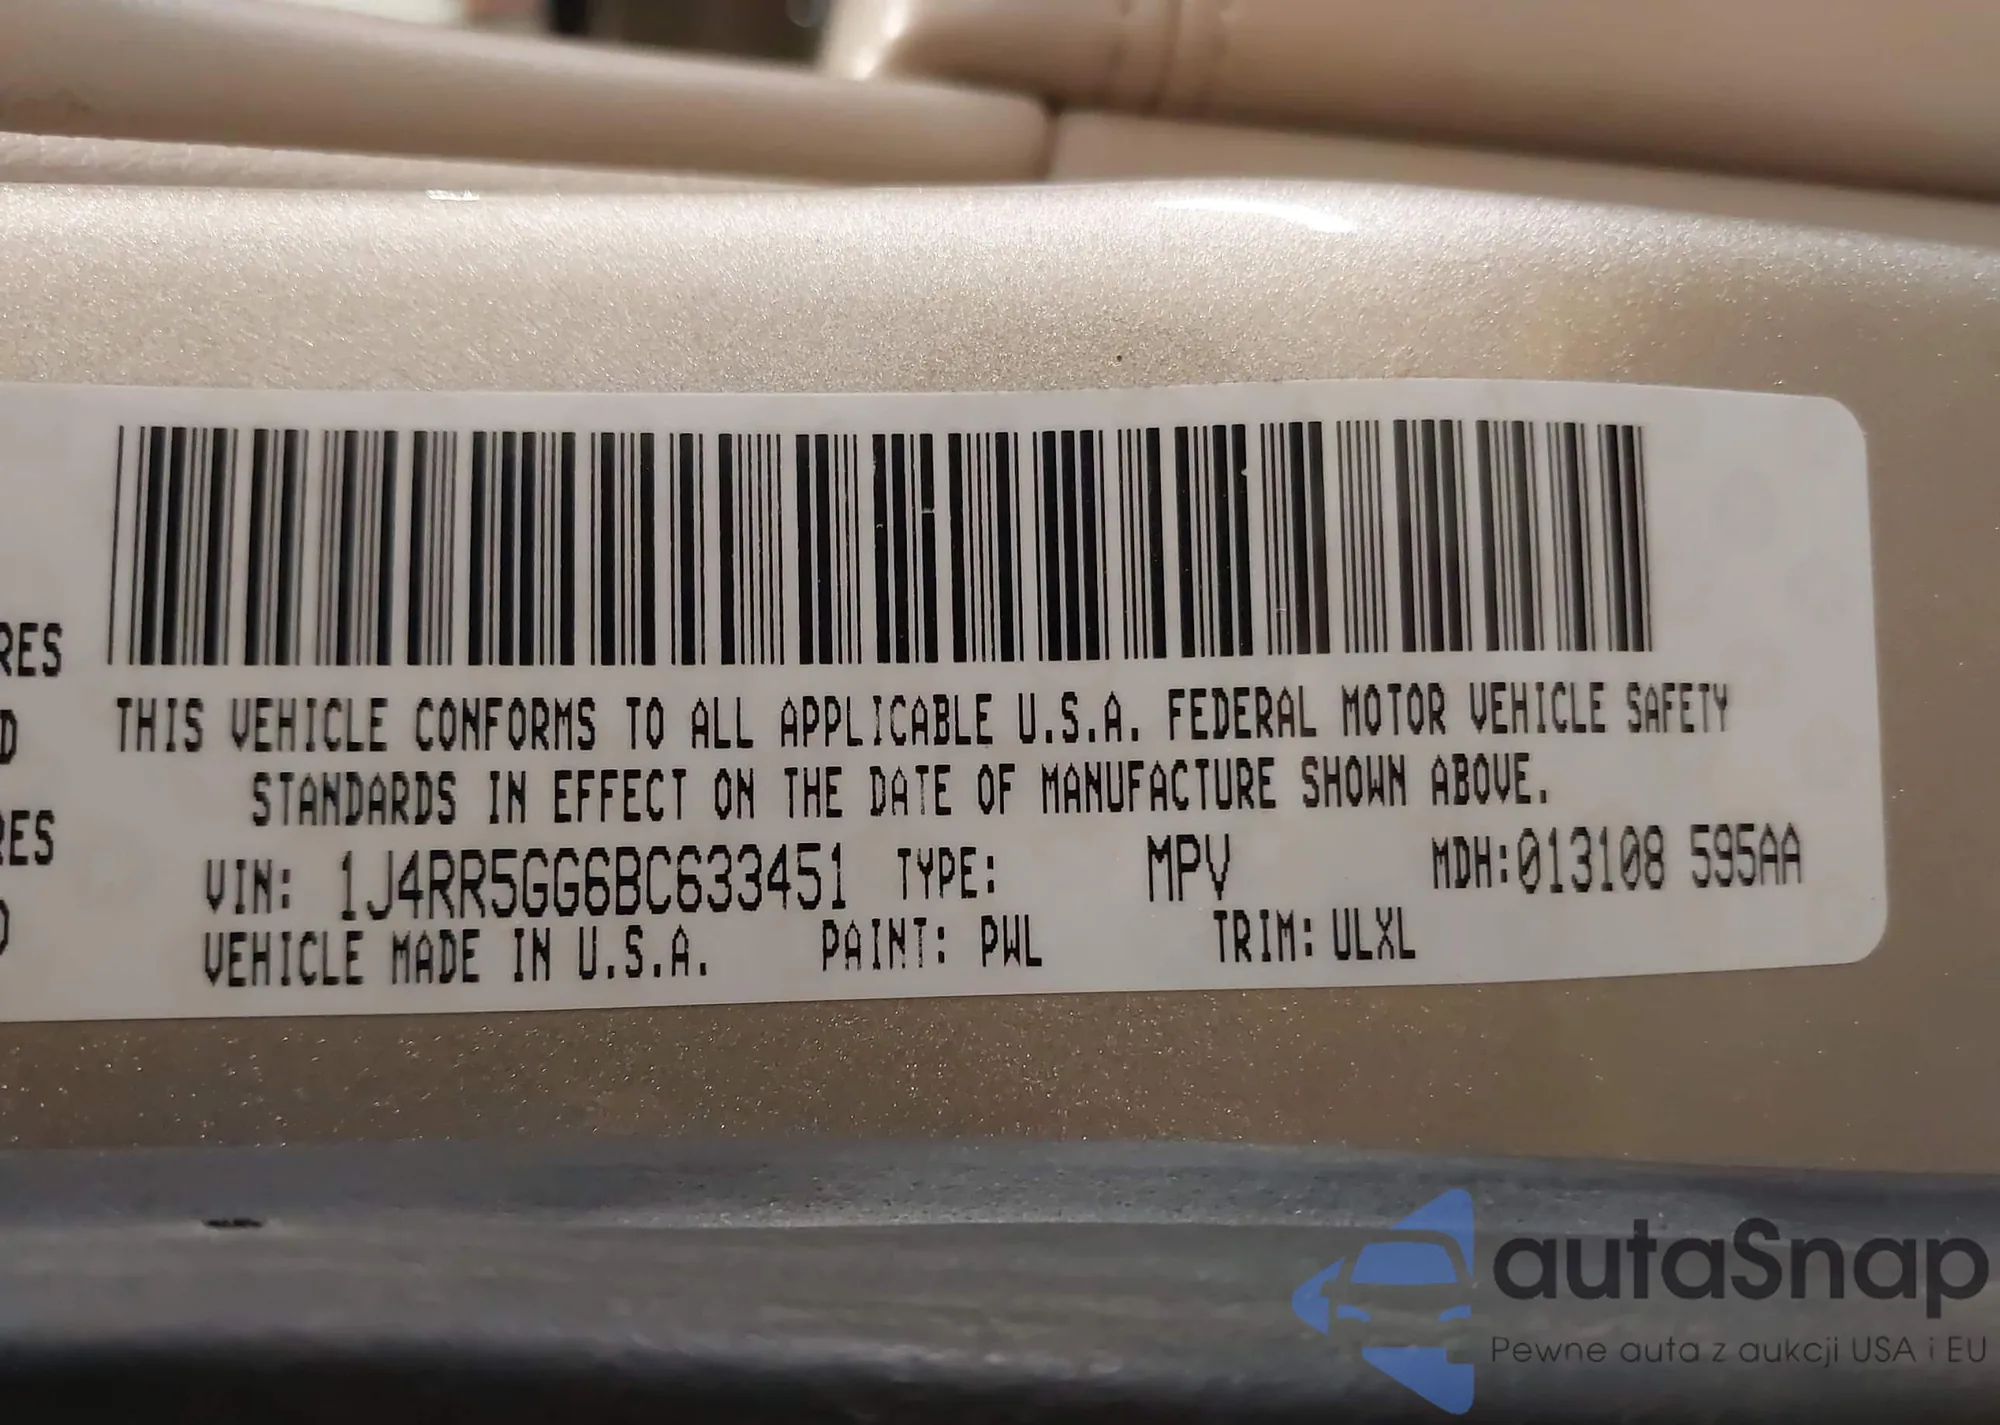 RES
D
RES
THIS VEHICLE CONFORMS TO ALL APPLICABLE U.S.A. FEDERAL MOTOR VEHICLE SAFETY
STANDARDS IN EFFECT ON THE DATE OF MANUFACTURE SHOWN ABOVE.
VIN: 1J4RR5GG6BC633451 TYPE: MPV MDH:013108 595AA
VEHICLE MADE IN U.S.A. PAINT: PWL TRIM: ULXL
autaSnap
Pewne auta z aukcji USA i EU